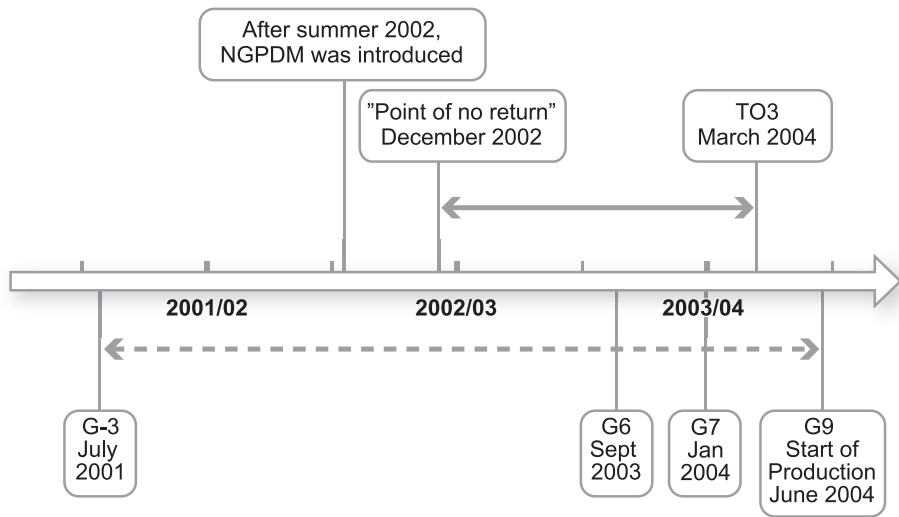 After summer 2002,
NGPDM was introduced
”Point of no return”
December 2002
TO3
March 2004
2001/02
2002/03
2003/04
G-3
July
2001
G6
Sept
2003
G7
Jan
2004
G9
Start of
Production
June 2004